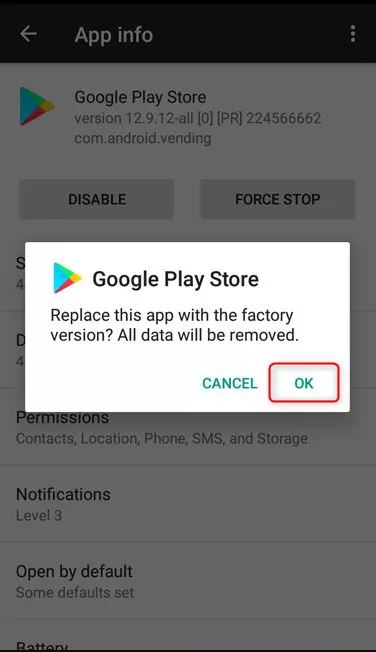 App info
Google Play Store
version 12.9.12-all [0] [PR] 224566662
com.android.vending
DISABLE FORCE STOP
S
4
Google Play Store
Replace this app with the factory
version? All data will be removed.
D
4
CANCEL OK
Permissions
Contacts, Location, Phone, SMS, and Storage
Notifications
Level 3
Open by default
Some defaults set
Battery